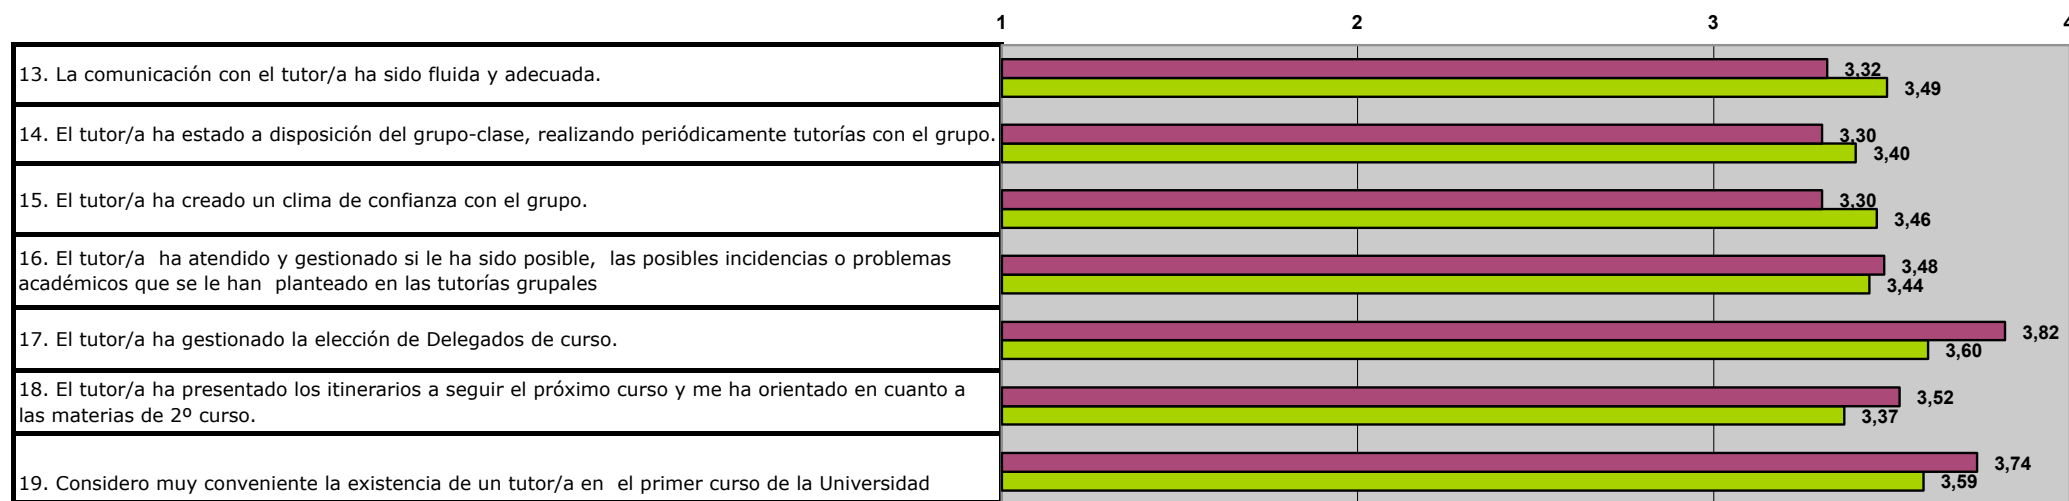 1 2 3 4
13. La comunicación con el tutor/a ha sido fluida y adecuada.
3,32
3,49
14. El tutor/a ha estado a disposición del grupo-clase, realizando periódicamente tutorías con el grupo.
3,30
3,40
15. El tutor/a ha creado un clima de confianza con el grupo.
3,30
3,46
16. El tutor/a  ha atendido y gestionado si le ha sido posible,  las posibles incidencias o problemas
académicos que se le han  planteado en las tutorías grupales
3,48
3,44
17. El tutor/a ha gestionado la elección de Delegados de curso.
3,82
3,60
18. El tutor/a ha presentado los itinerarios a seguir el próximo curso y me ha orientado en cuanto a
las materias de 2º curso.
3,52
3,37
19. Considero muy conveniente la existencia de un tutor/a en  el primer curso de la Universidad
3,74
3,59